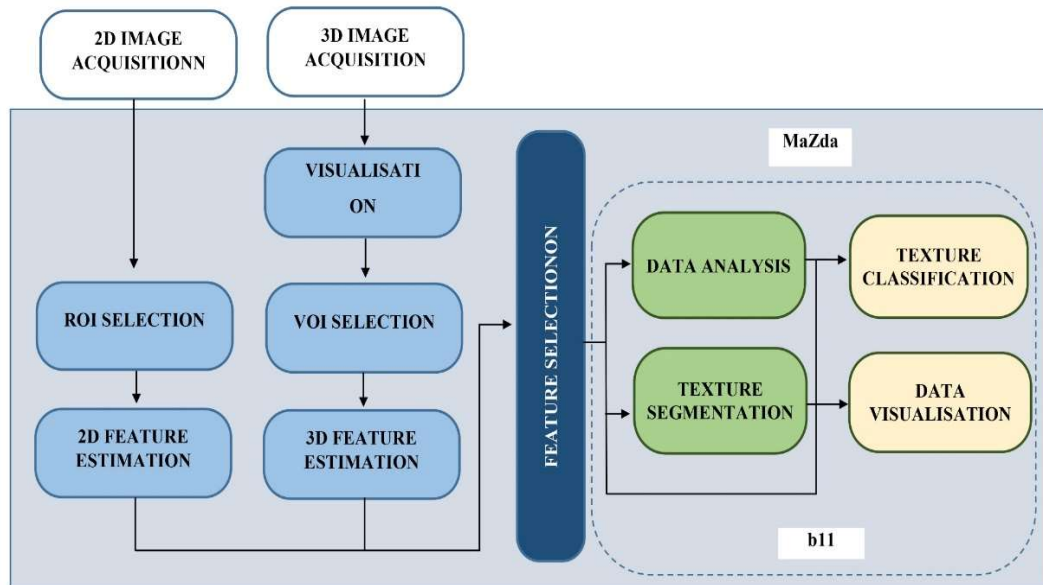 2D IMAGE
ACQUISITIONN
3D IMAGE
ACQUISITION
MaZda
VISUALISATI
ON
FEATURE SELECTIONON
DATA ANALYSIS
TEXTURE
CLASSIFICATION
ROI SELECTION
VOI SELECTION
TEXTURE
SEGMENTATION
DATA
VISUALISATION
2D FEATURE
ESTIMATION
3D FEATURE
ESTIMATION
b11